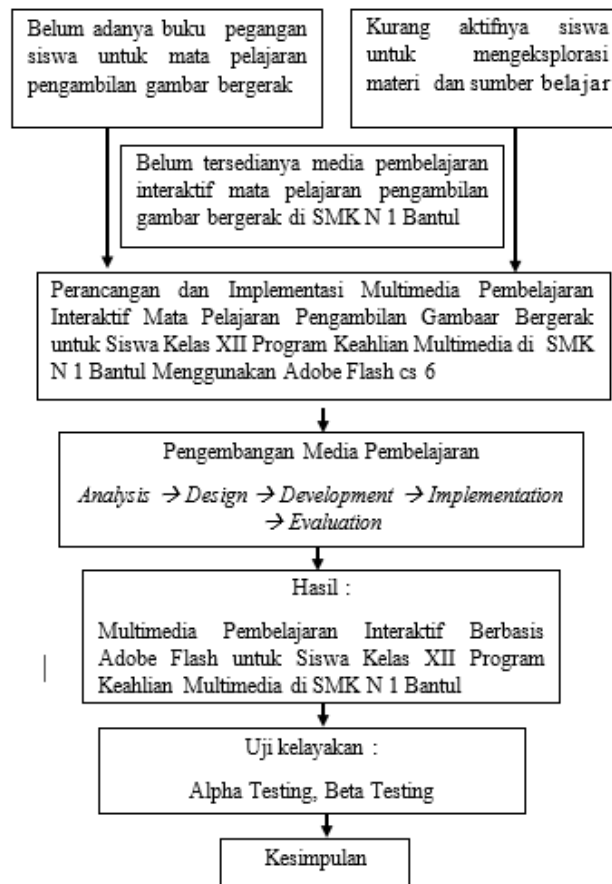 Belum adanya buku pegangan
siswa untuk mata pelajaran
pengambilan gambar bergerak
Kurang aktifnya siswa
untuk mengeksplorasi
materi dan sumber belajar
Belum tersedianya media pembelajaran
interaktif mata pelajaran pengambilan
gambar bergerak di SMK N 1 Bantul
Perancangan dan Implementasi Multimedia Pembelajaran
Interaktif Mata Pelajaran Pengambilan Gambaar Bergerak
untuk Siswa Kelas XII Program Keahlian Multimedia di SMK
N 1 Bantul Menggunakan Adobe Flash cs 6
Pengembangan Media Pembelajaran
Analysis → Design → Development → Implementation
→ Evaluation
Hasil :
Multimedia Pembelajaran Interaktif Berbasis
Adobe Flash untuk Siswa Kelas XII Program
Keahlian Multimedia di SMK N 1 Bantul
Uji kelayakan :
Alpha Testing, Beta Testing
Kesimpulan